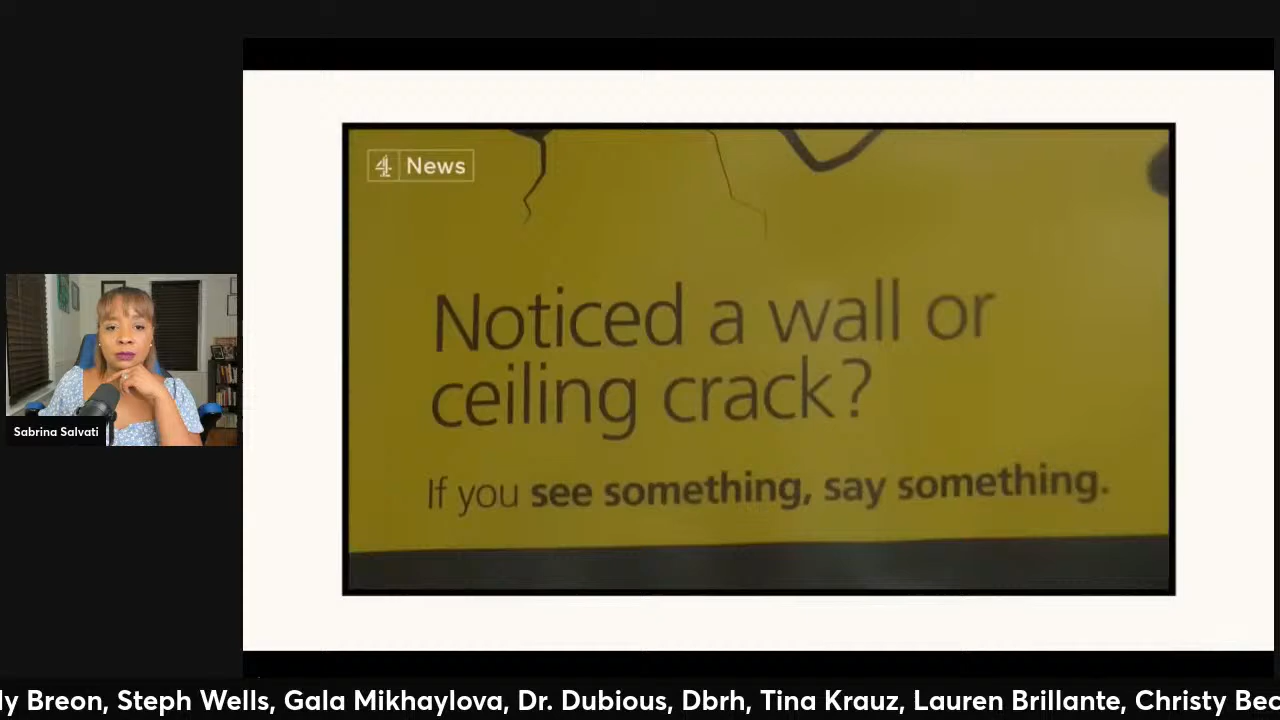 4 News
Noticed a wall or
ceiling crack?
If you see something, say something.
Sabrina Salvati
Breon, Steph Wells, Gala Mikhaylova, Dr. Dubious, Dbrh, Tina Krauz, Lauren Brillante, Christy